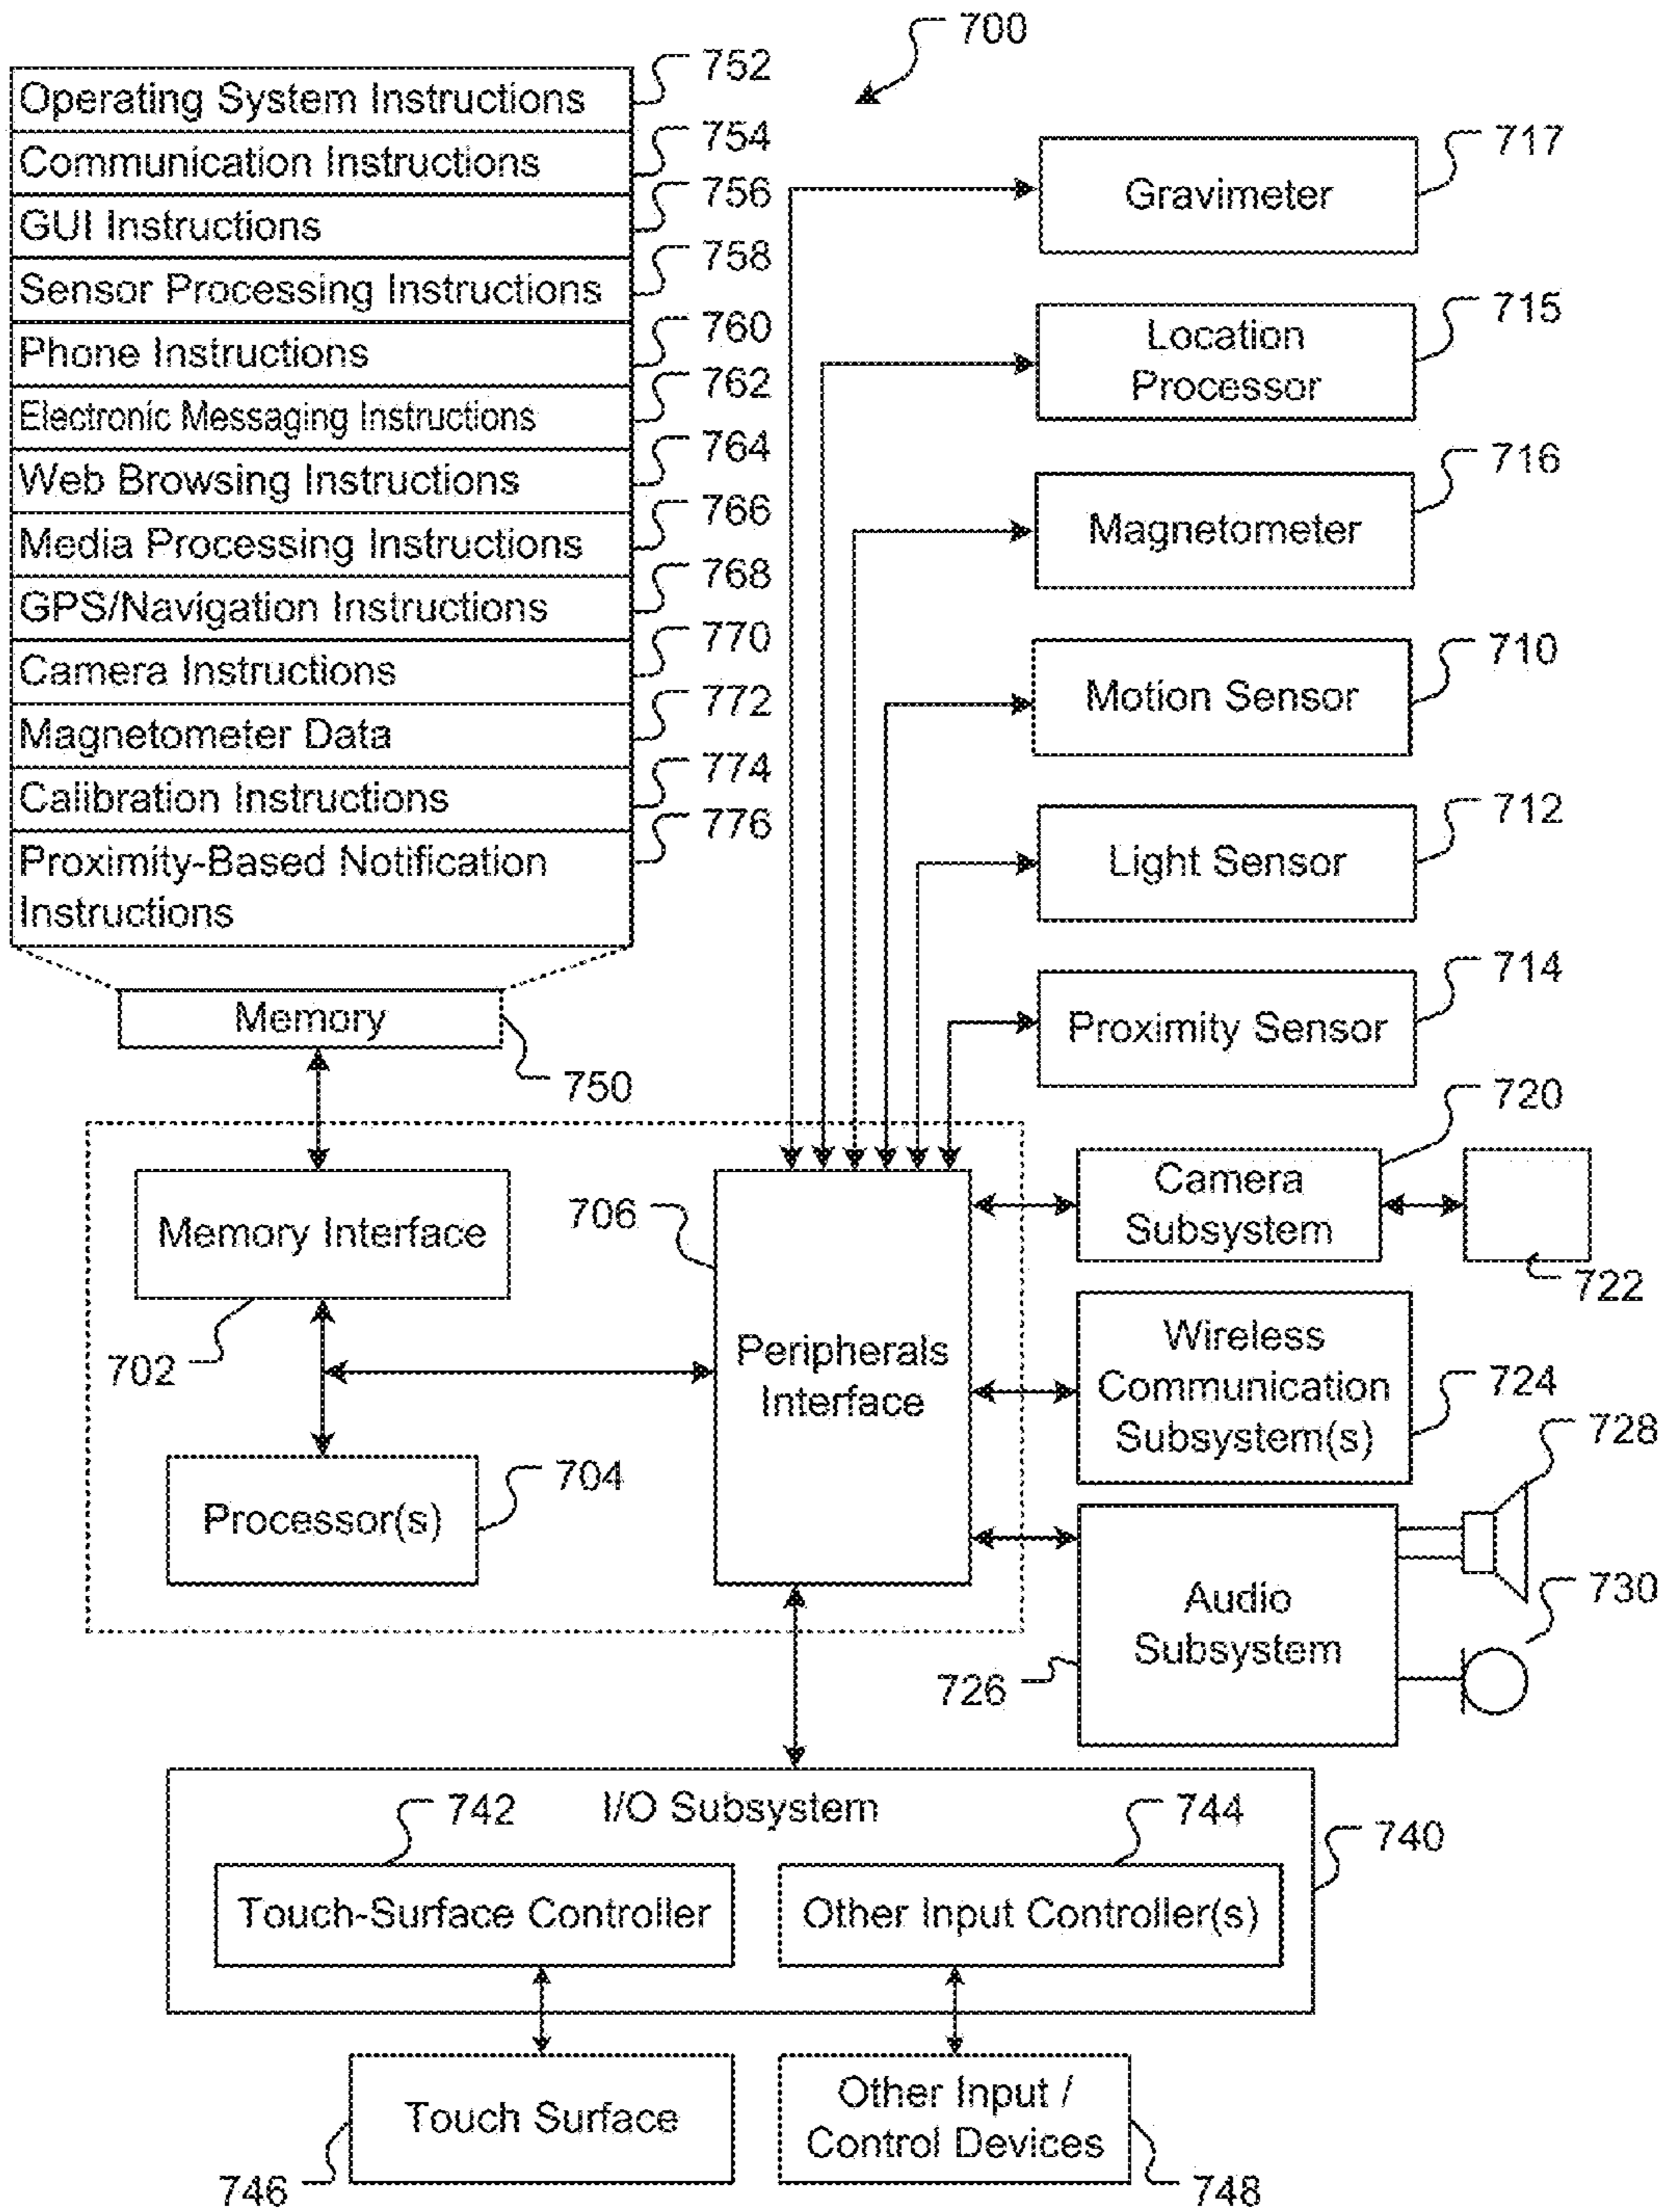 700
Operating System Instructions
752
Communication Instructions
754
GUI Instructions
756
Sensor Processing Instructions
758
Phone Instructions
760
Electronic Messaging Instructions
762
Web Browsing Instructions
764
Media Processing Instructions
766
GPS/Navigation Instructions
768
Camera Instructions
770
Magnetometer Data
772
Calibration Instructions
774
Proximity-Based Notification
Instructions
776
Memory
750
Gravimeter
717
Location
Processor
715
Magnetometer
716
Motion Sensor
710
Light Sensor
712
Proximity Sensor
714
Memory Interface
702
Processor(s)
704
706
Peripherals
Interface
Camera
Subsystem
720
722
Wireless
Communication
Subsystem(s)
724
Audio
Subsystem
726
728
730
I/O Subsystem
740
742
Touch-Surface Controller
744
Other Input Controller(s)
Touch Surface
746
Other Input /
Control Devices
748